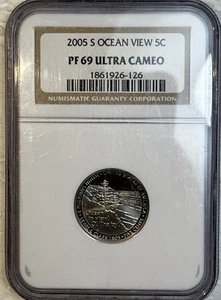 2005 S OCEAN VIEW 5C
PF 69 ULTRA CAMEO
1861926-126
NUMISMATIC GUARANTY CORPORATION